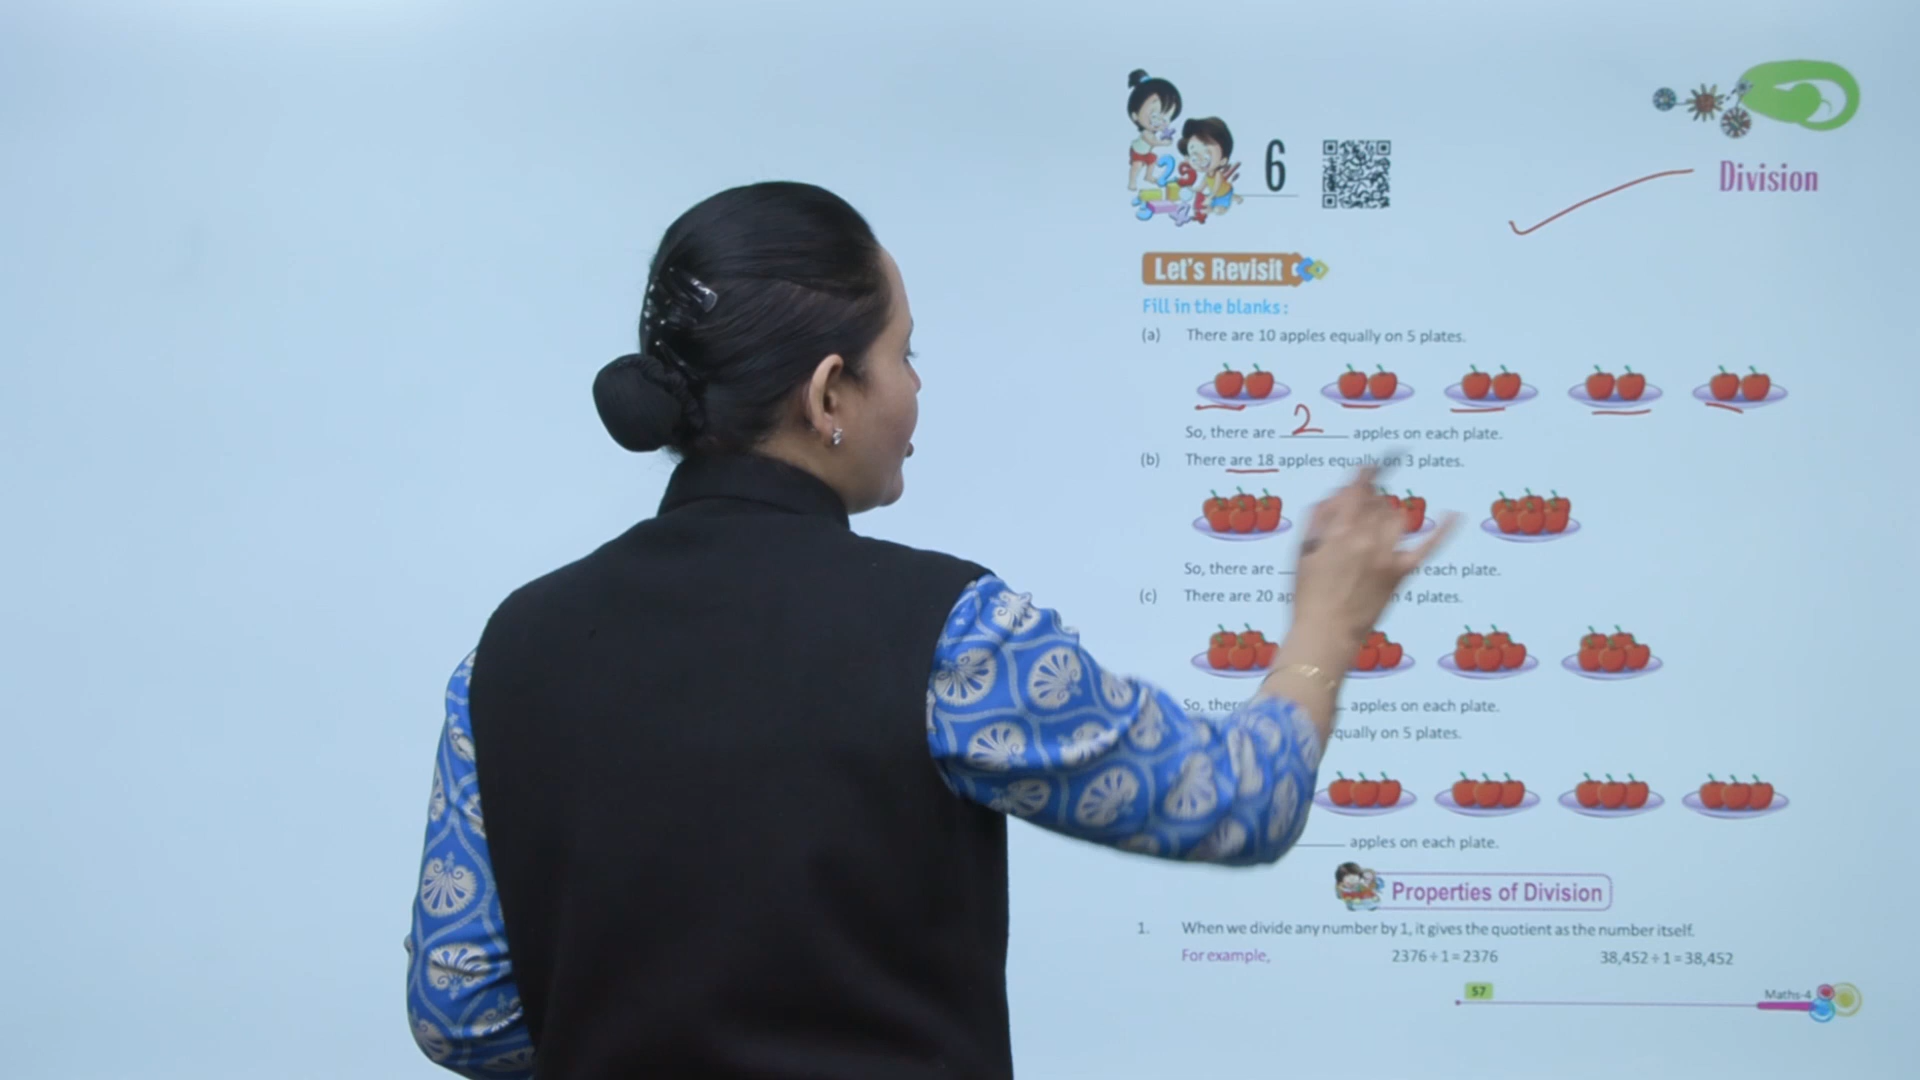 6
Division
Let's Revisit
Fill in the blanks :
(a) There are 10 apples equally on 5 plates.
So, there are 2 apples on each plate.
(b) There are 18 apples equally on 3 plates.
So, there are each plate.
(c) There are 20 4 plates.
So, apples on each plate.
equally on 5 plates.
apples on each plate.
Properties of Division
1. When we divide any number by 1, it gives the quotient as the number itself.
For example, 2376÷1=2376 38,452÷1=38,452
57
Maths-4